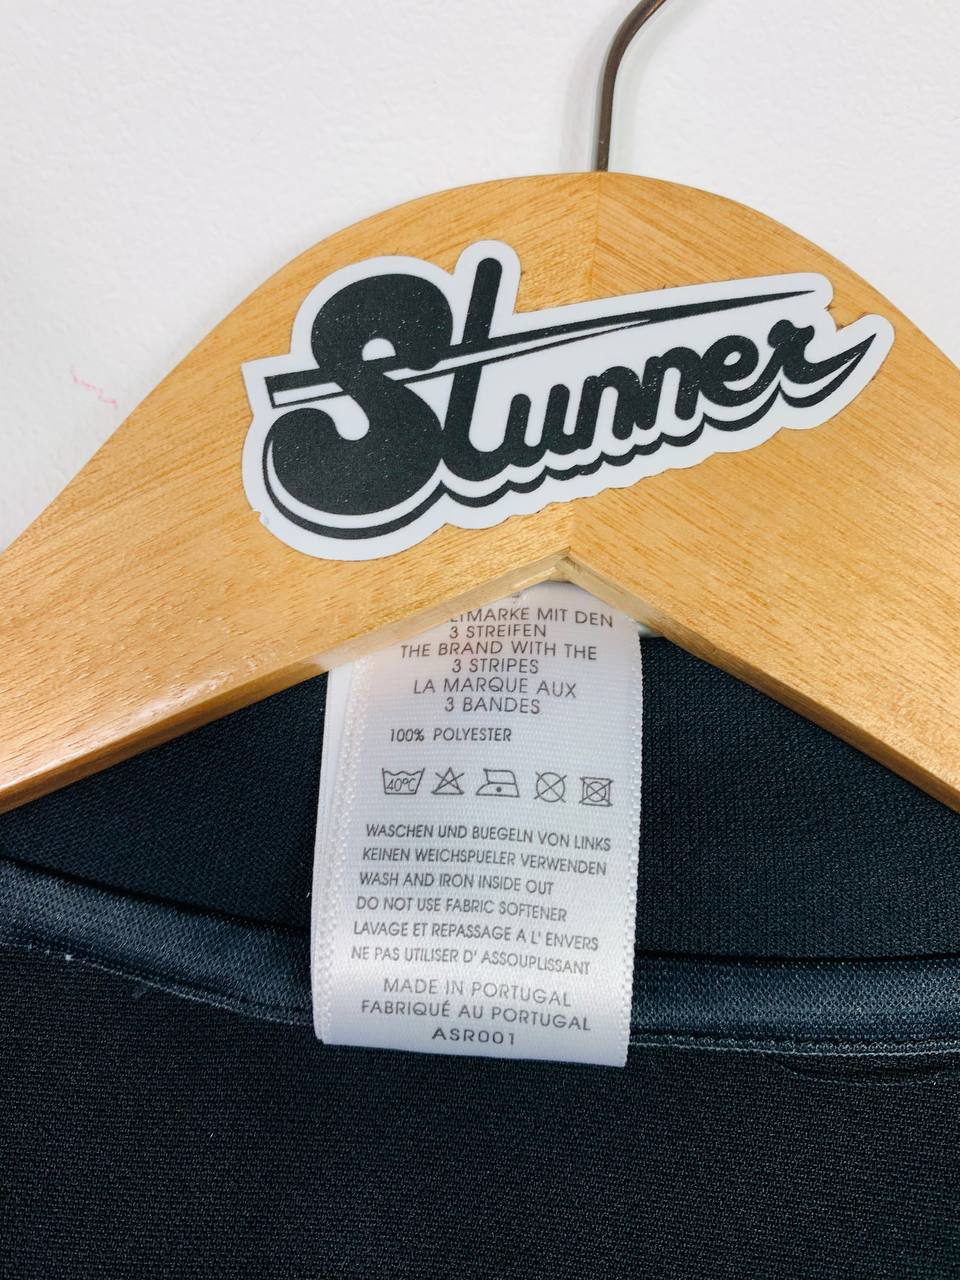 Stunner
MIT DEN
3 STREIFEN
THE BRAND WITH THE
3 STRIPES
LA MARQUE AUX
3 BANDES
100% POLYESTER
40°C
WASCHEN UND BUEGELN VON LINKS
KEINEN WEICHSPUELER VERWENDEN
WASH AND IRON INSIDE OUT
DO NOT USE FABRIC SOFTENER
LAVAGE ET REPASSAGE A L' ENVERS
NE PAS UTILISER D' ASSOUPLISSANT
MADE IN PORTUGAL
FABRIQUÉ AU PORTUGAL
ASR001